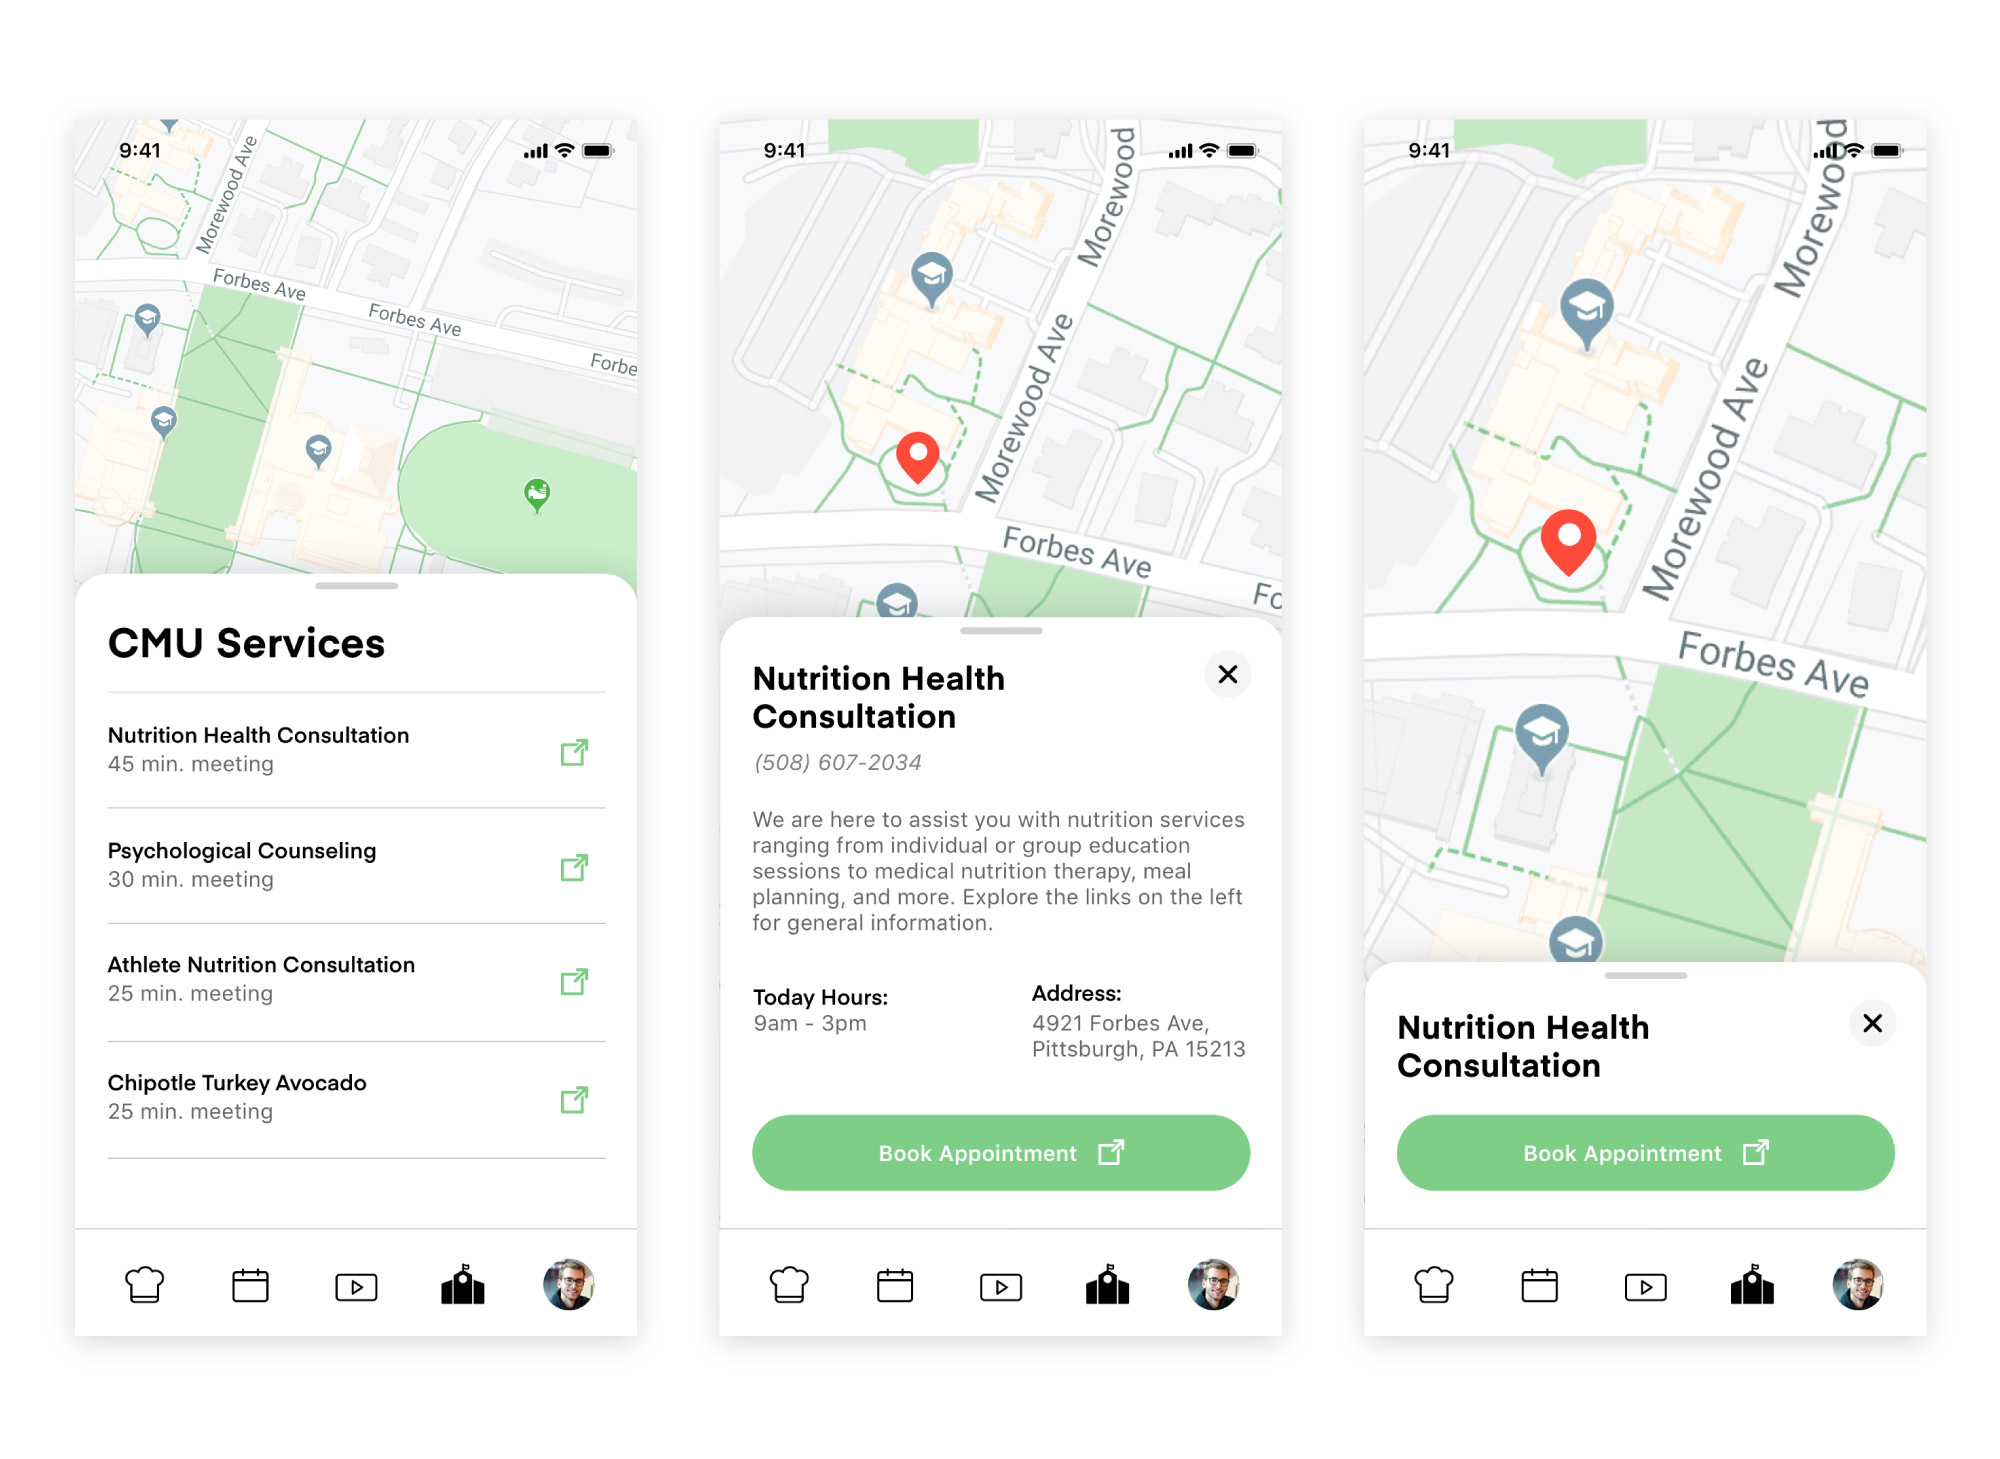 9:41
Morewood Ave
Forbes Ave
Forbes Ave
Forbe
CMU Services
Nutrition Health Consultation
45 min. meeting
Psychological Counseling
30 min. meeting
Athlete Nutrition Consultation
25 min. meeting
Chipotle Turkey Avocado
25 min. meeting
9:41
Morewood
Morewood Ave
Forbes Ave
Fo
Nutrition Health
Consultation
(508) 607-2034
We are here to assist you with nutrition services
ranging from individual or group education
sessions to medical nutrition therapy, meal
planning, and more. Explore the links on the left
for general information.
Today Hours:
9am - 3pm
Address:
4921 Forbes Ave,
Pittsburgh, PA 15213
Book Appointment
9:41
Morewood
Morewood Ave
Forbes Ave
Nutrition Health
Consultation
Book Appointment